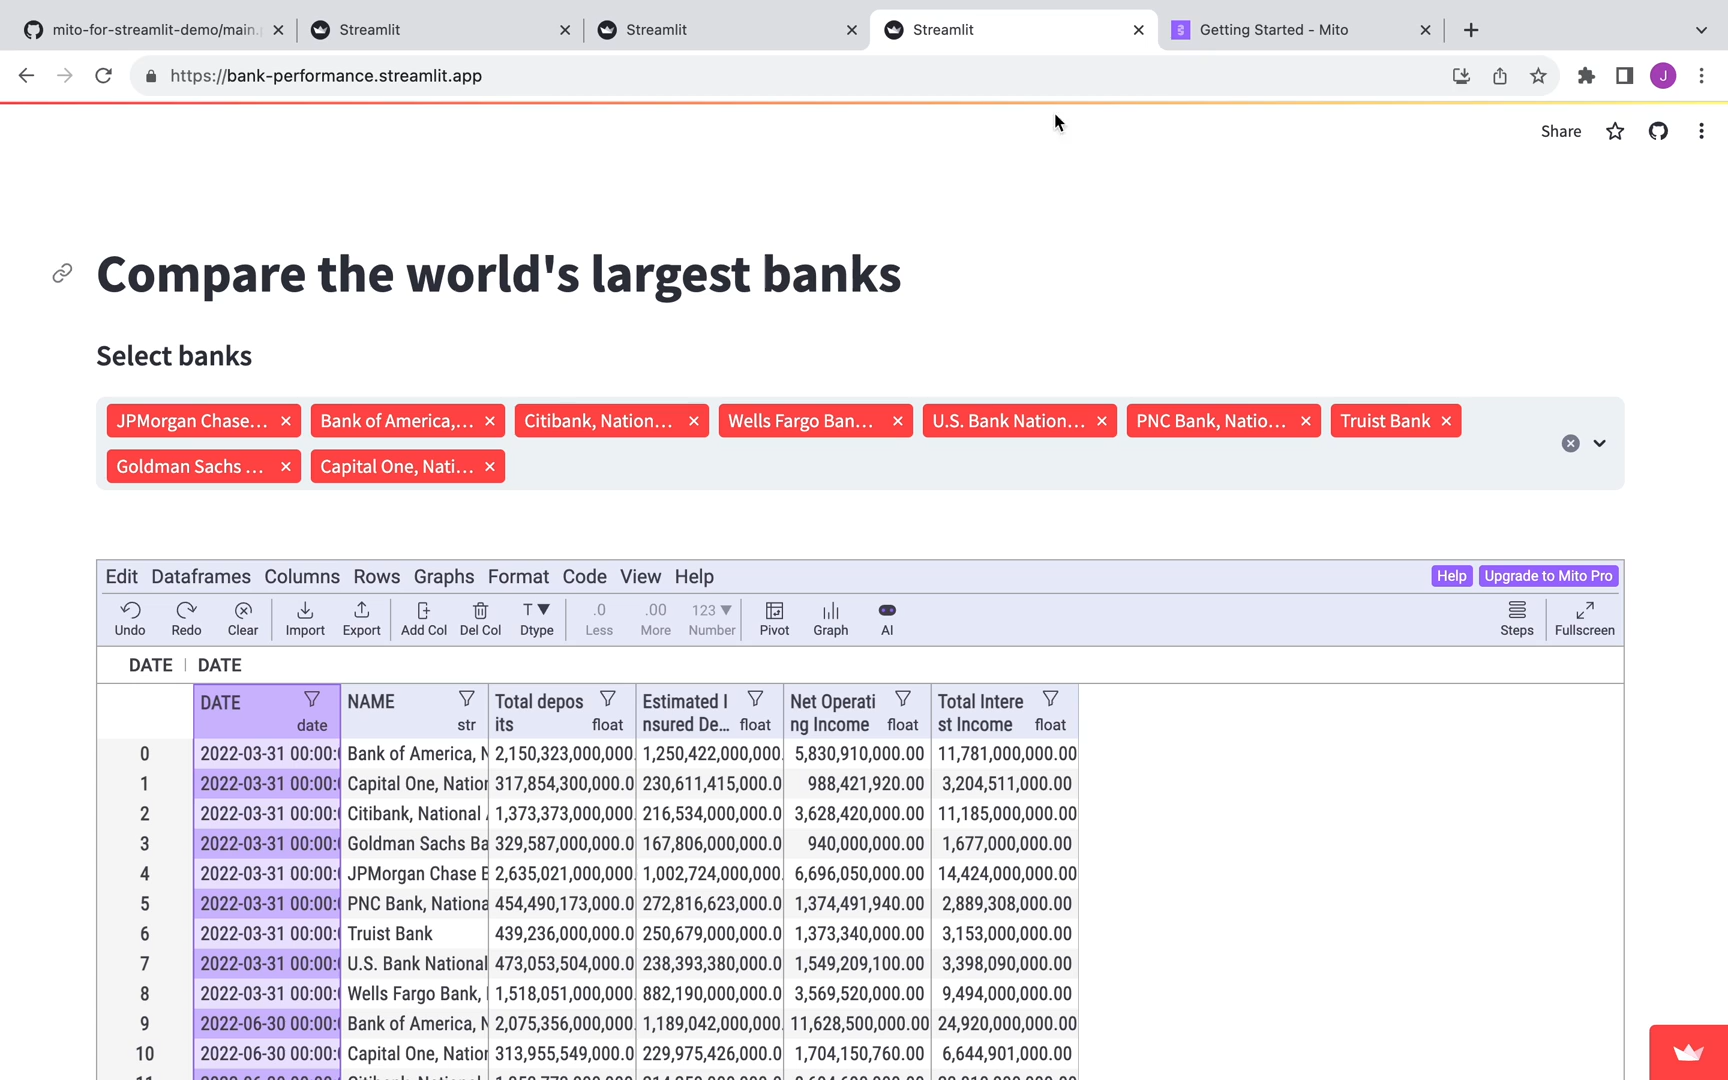 mito-for-streamlit-demo/main. Streamlit Streamlit Streamlit Getting Started - Mito
https://bank-performance.streamlit.app J
Share
Compare the world's largest banks
Select banks
JPMorgan Chase... Bank of America,... Citibank, Nation... Wells Fargo Ban... U.S. Bank Nation... PNC Bank, Natio... Truist Bank
Goldman Sachs ... Capital One, Nati...
Edit Dataframes Columns Rows Graphs Format Code View Help Help Upgrade to Mito Pro
T .0 .00 123
Undo Redo Clear Import Export Add Col Del Col Dtype Less More Number Pivot Graph AI Steps Fullscreen
DATE DATE
DATE NAME Total depos Estimated I Net Operati Total Intere
date str its float nsured De... float ng Income float st Income float
0 2022-03-31 00:00:0 Bank of America, N 2,150,323,000,000. 1,250,422,000,000. 5,830,910,000.00 11,781,000,000.00
1 2022-03-31 00:00:0 Capital One, Nation 317,854,300,000.0 230,611,415,000.0 988,421,920.00 3,204,511,000.00
2 2022-03-31 00:00:0 Citibank, National 1,373,373,000,000. 216,534,000,000.0 3,628,420,000.00 11,185,000,000.00
3 2022-03-31 00:00:0 Goldman Sachs Ba 329,587,000,000.0 167,806,000,000.0 940,000,000.00 1,677,000,000.00
4 2022-03-31 00:00:0 JPMorgan Chase B 2,635,021,000,000. 1,002,724,000,000. 6,696,050,000.00 14,424,000,000.00
5 2022-03-31 00:00:0 PNC Bank, Nationa 454,490,173,000.0 272,816,623,000.0 1,374,491,940.00 2,889,308,000.00
6 2022-03-31 00:00:0 Truist Bank 439,236,000,000.0 250,679,000,000.0 1,373,340,000.00 3,153,000,000.00
7 2022-03-31 00:00:0 U.S. Bank National 473,053,504,000.0 238,393,380,000.0 1,549,209,100.00 3,398,090,000.00
8 2022-03-31 00:00:0 Wells Fargo Bank, 1,518,051,000,000. 882,190,000,000.0 3,569,520,000.00 9,494,000,000.00
9 2022-06-30 00:00:0 Bank of America, N 2,075,356,000,000. 1,189,042,000,000. 11,628,500,000.00 24,920,000,000.00
10 2022-06-30 00:00:0 Capital One, Nation 313,955,549,000.0 229,975,426,000.0 1,704,150,760.00 6,644,901,000.00